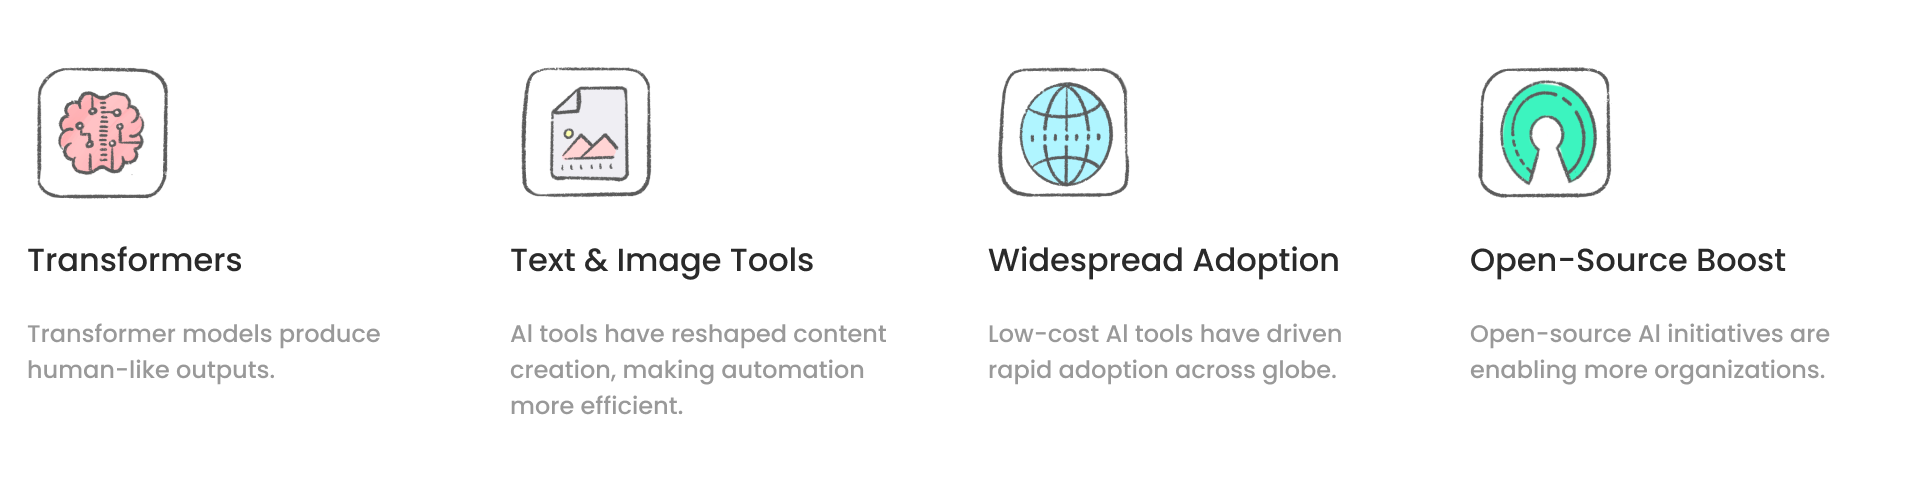 Transformers
Transformer models produce
human-like outputs.
Text & Image Tools
AI tools have reshaped content
creation, making automation
more efficient.
Widespread Adoption
Low-cost AI tools have driven
rapid adoption across globe.
Open-Source Boost
Open-source AI initiatives are
enabling more organizations.